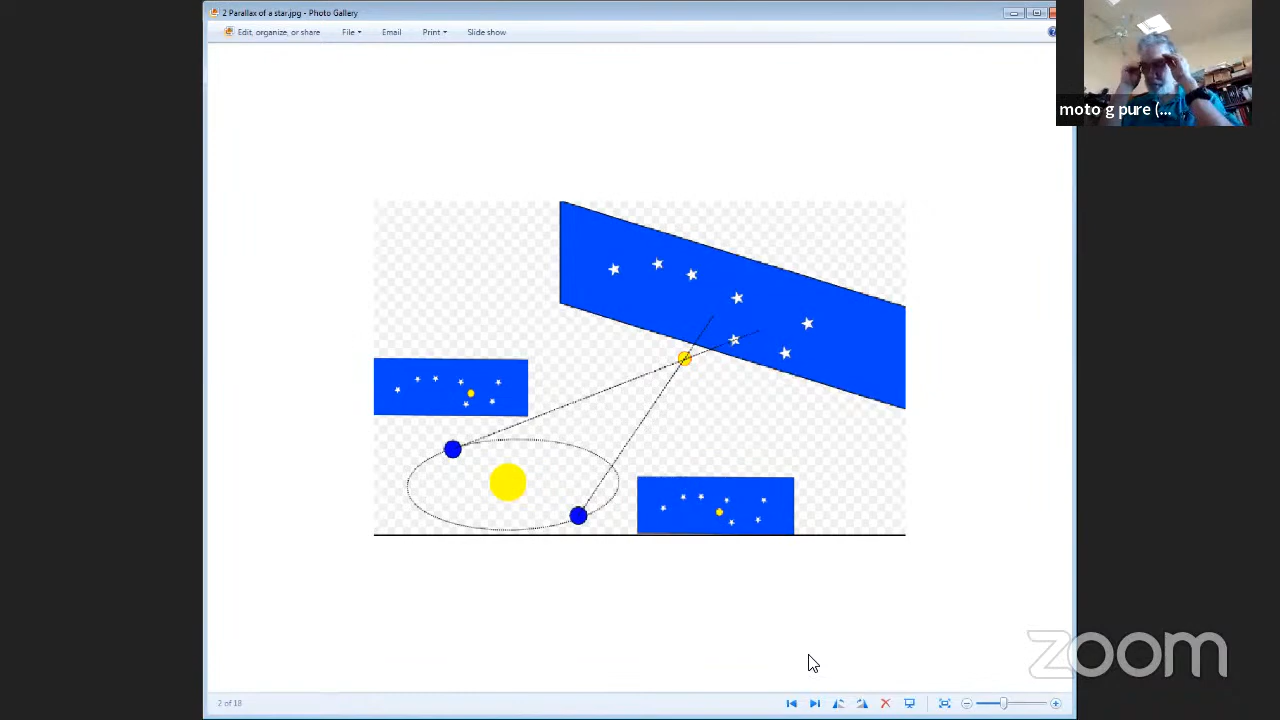 2 Parallax of a star.jpg - Photo Gallery
Edit, organize, or share File Email Print Slide show
moto g pure (...
zoom
2 of 18